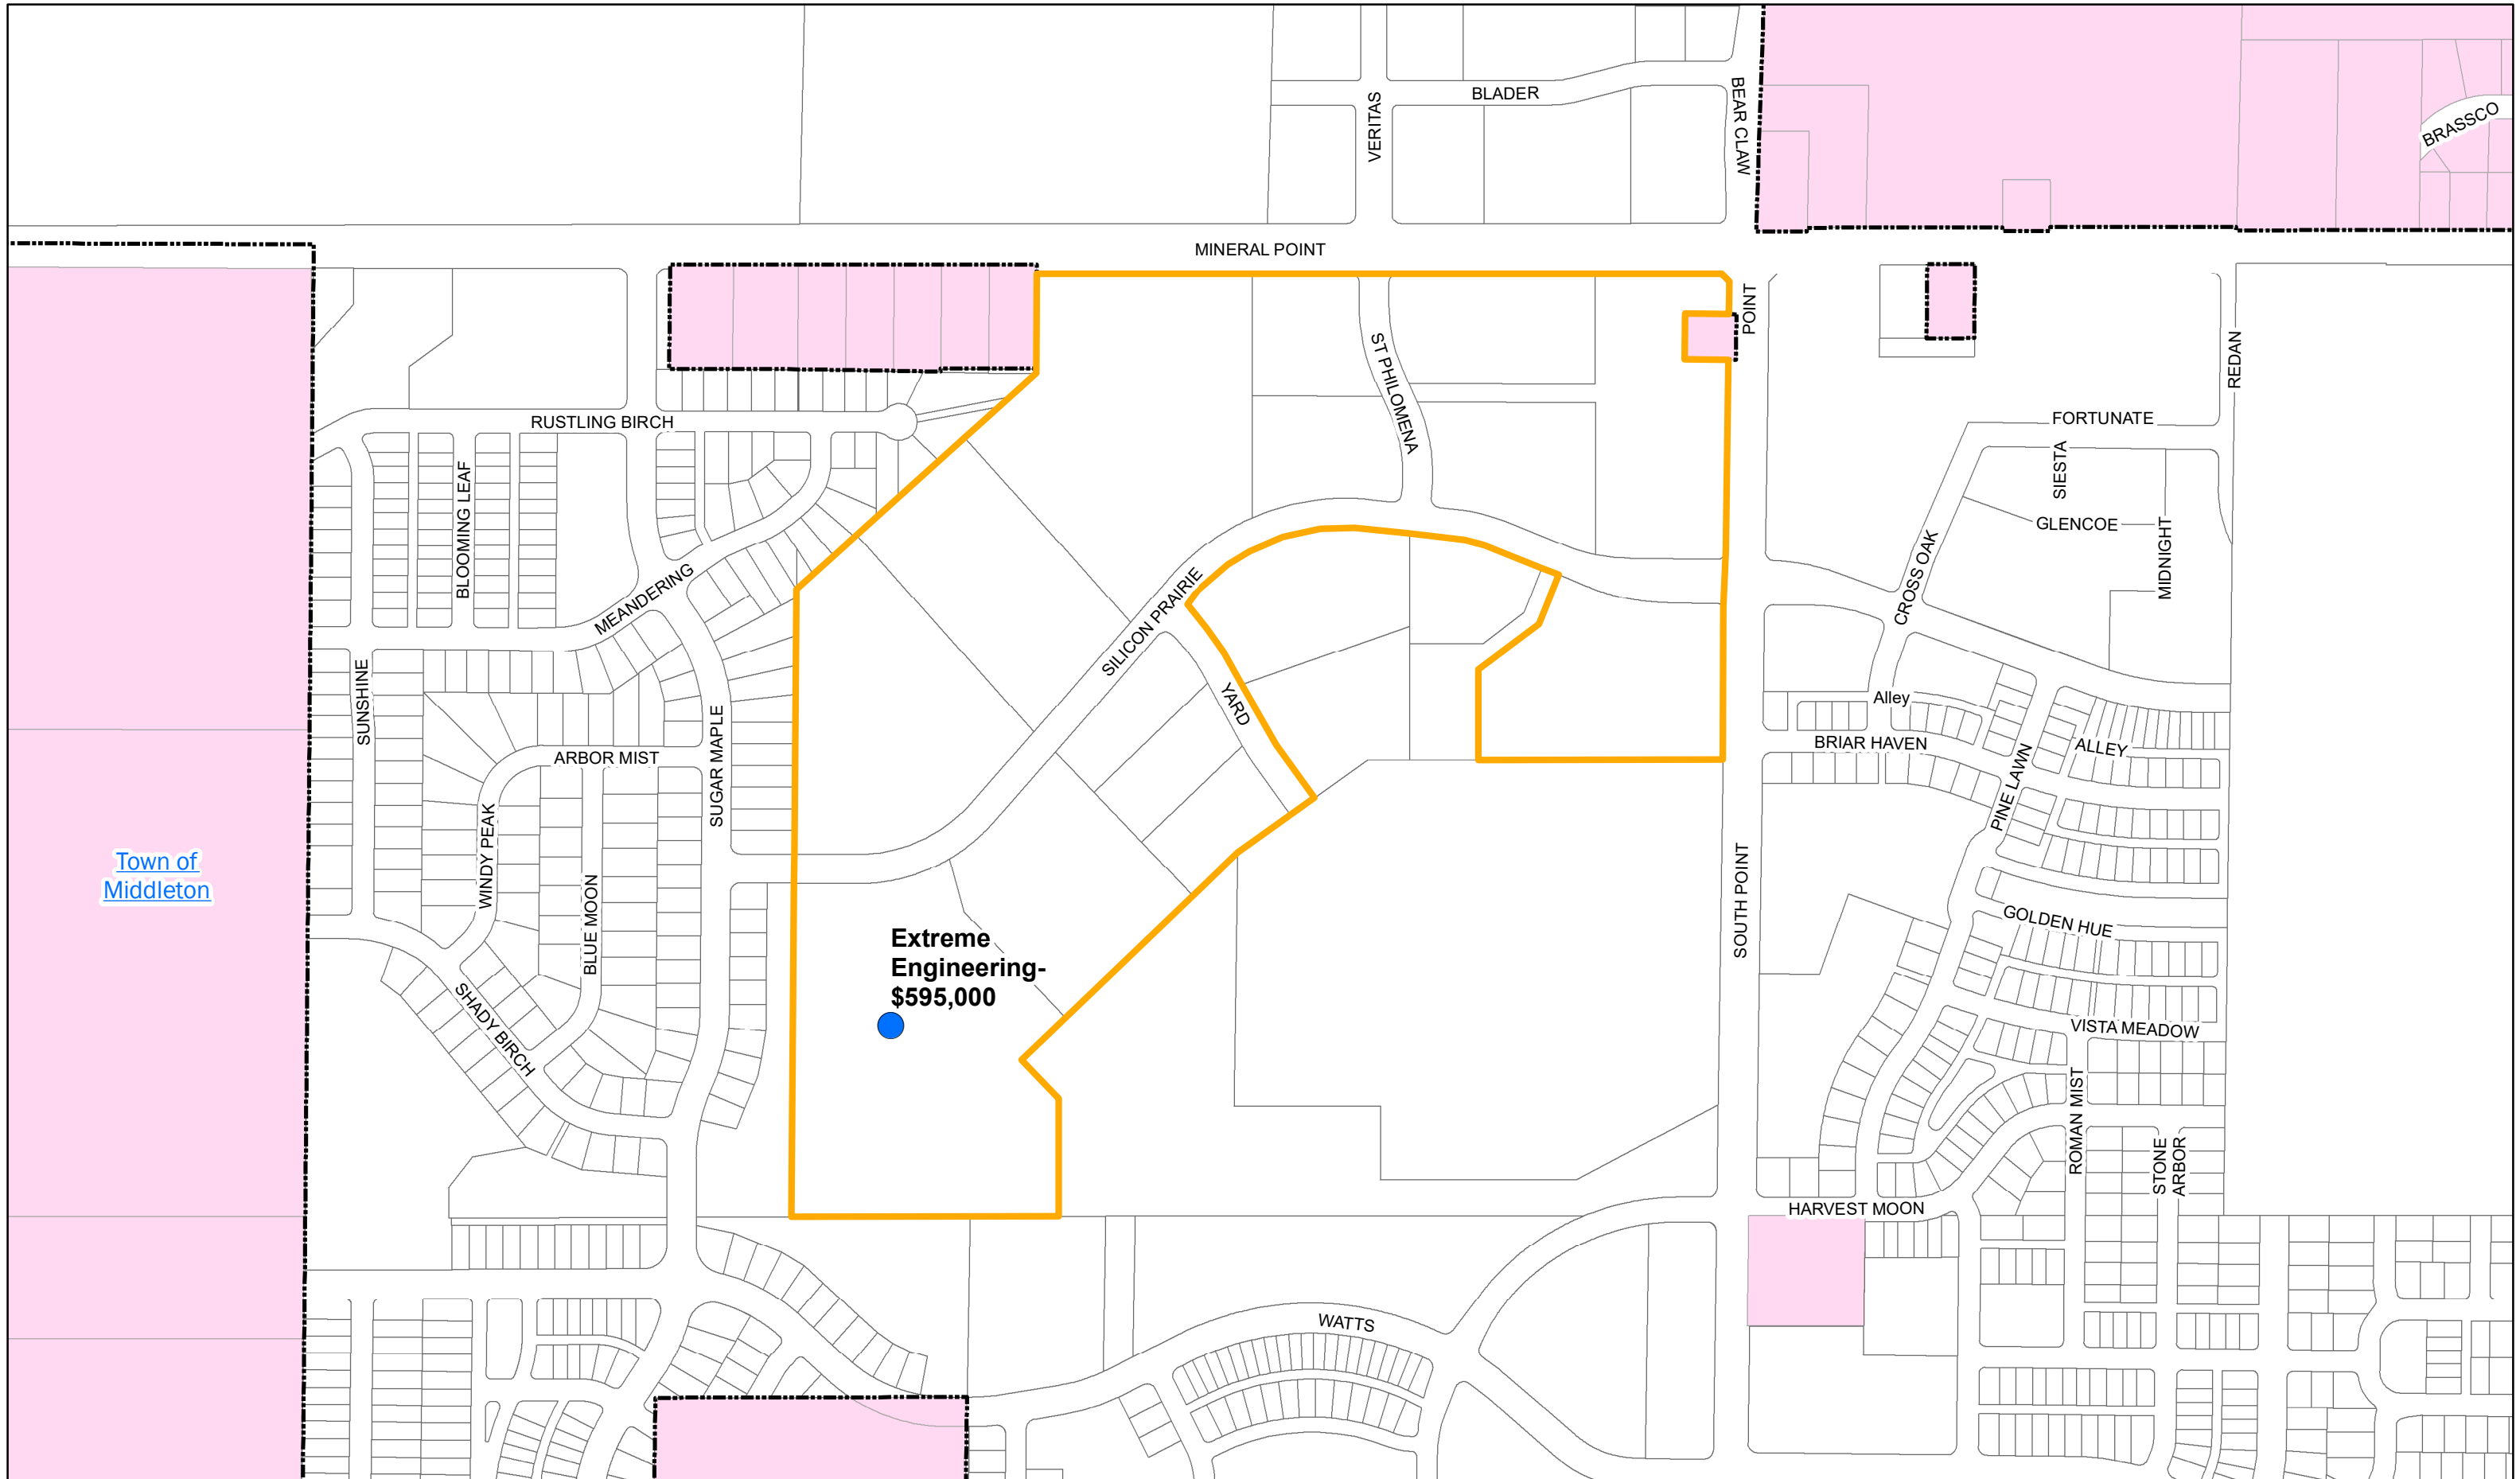 BLADER
VERITAS
BEAR CLAW
BRASSCO
MINERAL POINT
POINT
ST PHILOMENA
REDAN
RUSTLING BIRCH
FORTUNATE
SIESTA
BLOOMING LEAF
GLENCOE
MIDNIGHT
CROSS OAK
MEANDERING
SILICON PRAIRIE
SUNSHINE
YARD
Alley
SUGAR MAPLE
BRIAR HAVEN
ALLEY
ARBOR MIST
PINE LAWN
WINDY PEAK
Town of
Middleton
SOUTH POINT
BLUE MOON
GOLDEN HUE
Extreme
Engineering-
$595,000
SHADY BIRCH
VISTA MEADOW
ROMAN MIST
STONE
ARBOR
HARVEST MOON
WATTS